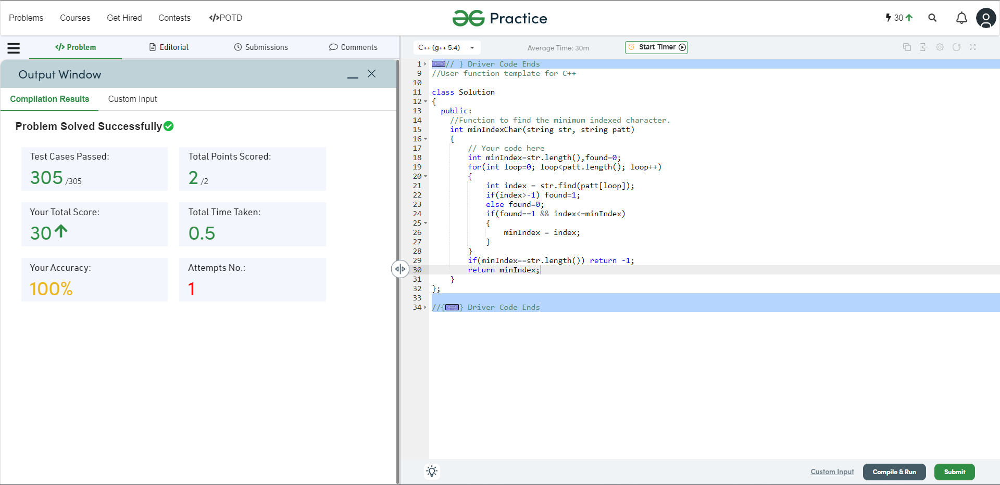 Problems Courses Get Hired Contests </>POTD
Practice
30
</> Problem Editorial Submissions Comments
Output Window
Compilation Results Custom Input
Problem Solved Successfully
Test Cases Passed:
305 /305
Total Points Scored:
2 /2
Your Total Score:
30
Total Time Taken:
0.5
Your Accuracy:
100%
Attempts No.:
1
C++ (g++ 5.4) Average Time: 30m Start Timer
1 // } Driver Code Ends
9 //User function template for C++
10
11 class Solution
12 {
13 public:
14 //Function to find the minimum indexed character.
15 int minIndexChar(string str, string patt)
16 {
17 // Your code here
18 int minIndex=str.length(),found=0;
19 for(int loop=0; loop<patt.length(); loop++)
20 {
21 int index = str.find(patt[loop]);
22 if(index>-1) found=1;
23 else found=0;
24 if(found==1 && index<=minIndex)
25 {
26 minIndex = index;
27 }
28 }
29 if(minIndex==str.length()) return -1;
30 return minIndex;
31 }
32 };
33
34 //{ } Driver Code Ends
Custom Input Compile & Run Submit